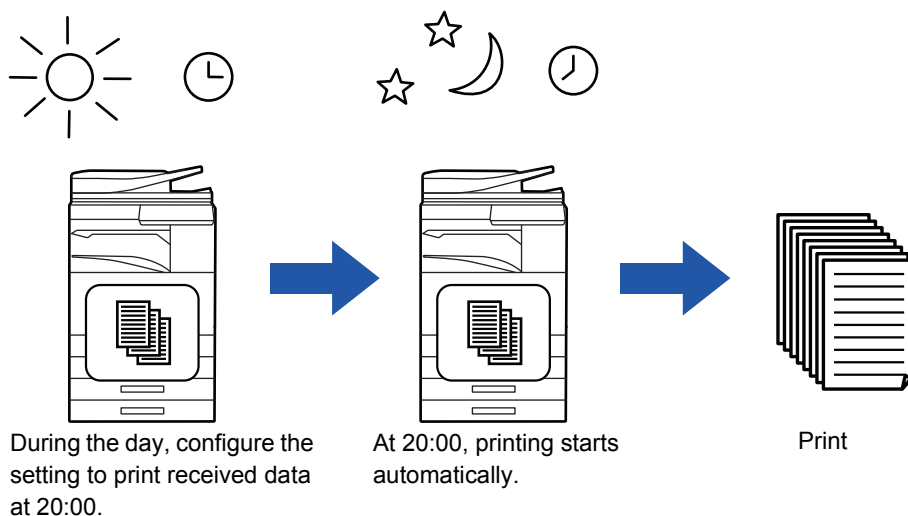 During the day, configure the
setting to print received data
at 20:00.
At 20:00, printing starts
automatically.
Print